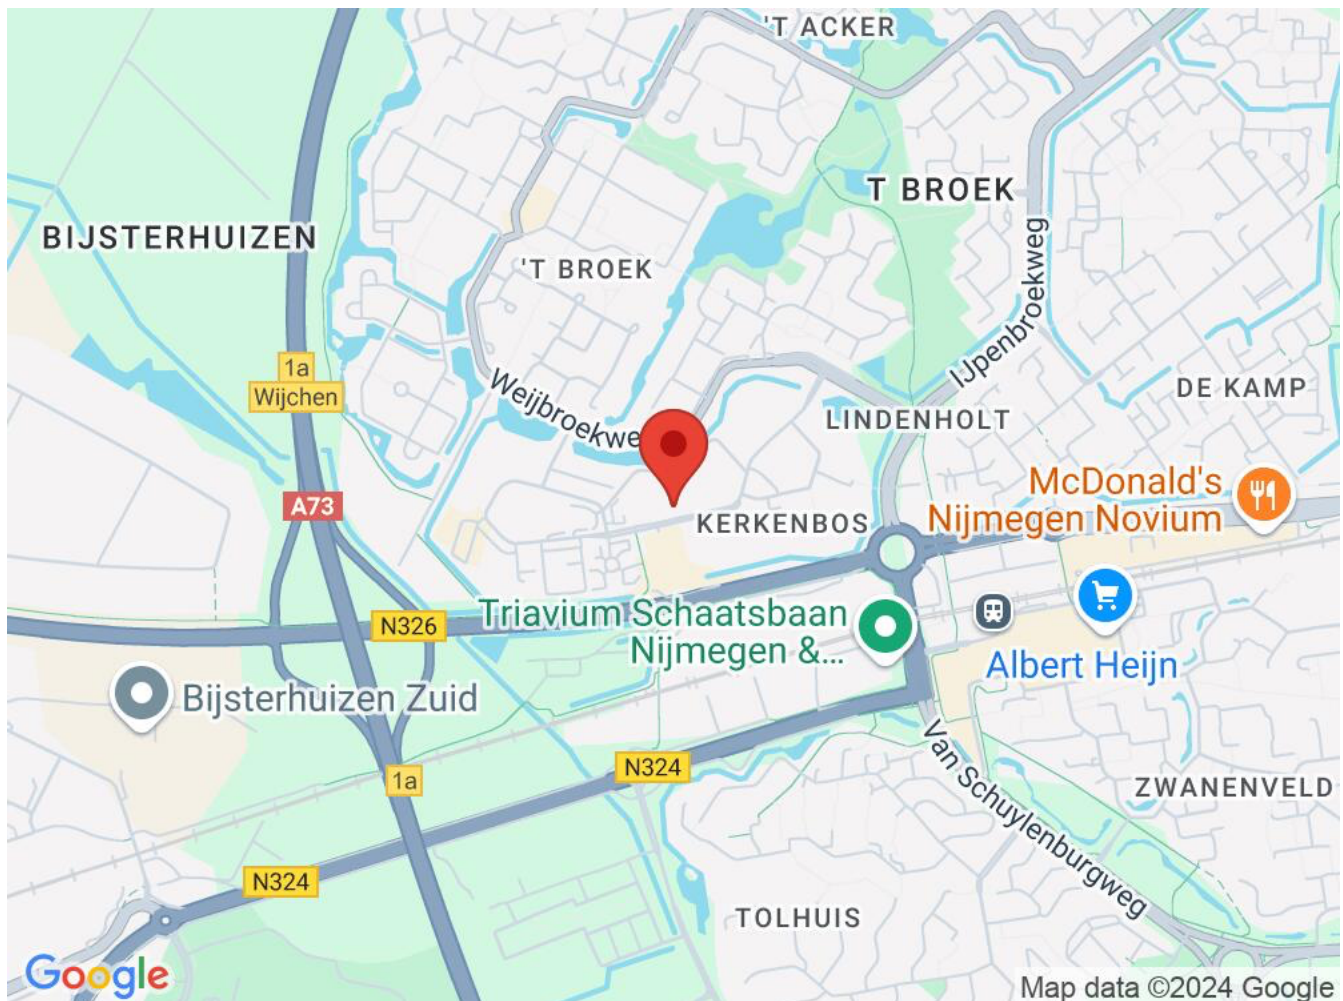 'T ACKER
T BROEK
BIJSTERHUIZEN
'T BROEK
IJpenbroekweg
1a
Wijchen
Weijbroekwe
DE KAMP
LINDENHOLT
A73
McDonald's
Nijmegen Novium
KERKENBOS
N326
Triavium Schaatsbaan
Nijmegen &...
Albert Heijn
Bijsterhuizen Zuid
N324
1a
Van Schuylenburgweg
ZWANENVELD
N324
TOLHUIS
Google
Map data ©2024 Google